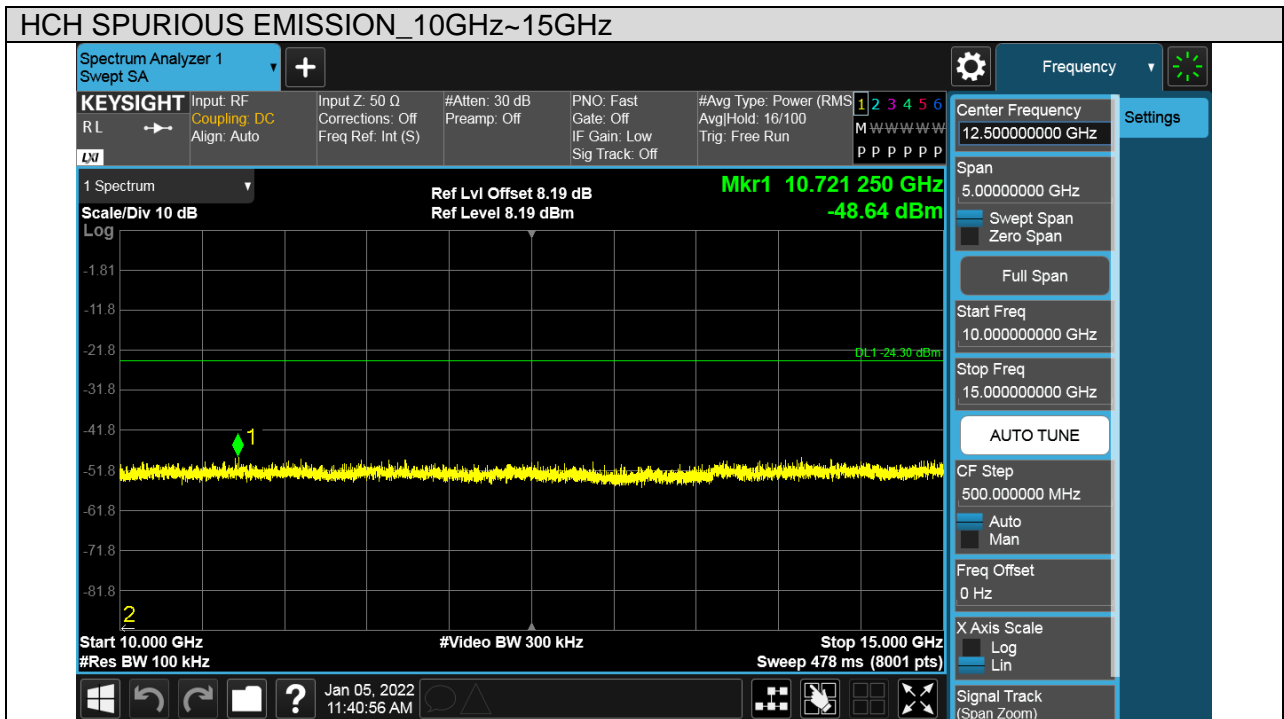 HCH SPURIOUS EMISSION_10GHz~15GHz
Spectrum Analyzer 1
Swept SA
Frequency
KEYSIGHT
R L
LXI
Input: RF
Coupling: DC
Align: Auto
Input Z: 50 Ω
Corrections: Off
Freq Ref: Int (S)
#Atten: 30 dB
Preamp: Off
PNO: Fast
Gate: Off
IF Gain: Low
Sig Track: Off
#Avg Type: Power (RMS
Avg|Hold: 16/100
Trig: Free Run
1 2 3 4 5 6
M W W W W W
P P P P P P
1 Spectrum
Scale/Div 10 dB
Log
Ref Lvl Offset 8.19 dB
Ref Level 8.19 dBm
Mkr1 10.721 250 GHz
-48.64 dBm
-1.81
-11.8
-21.8
DL1 -24.30 dBm
-31.8
-41.8
1
-51.8
-61.8
-71.8
-81.8
2
Start 10.000 GHz
#Res BW 100 kHz
#Video BW 300 kHz
Stop 15.000 GHz
Sweep 478 ms (8001 pts)
Center Frequency
12.500000000 GHz
Settings
Span
5.00000000 GHz
Swept Span
Zero Span
Full Span
Start Freq
10.000000000 GHz
Stop Freq
15.000000000 GHz
AUTO TUNE
CF Step
500.000000 MHz
Auto
Man
Freq Offset
0 Hz
X Axis Scale
Log
Lin
Signal Track
(Span Zoom)
?
Jan 05, 2022
11:40:56 AM